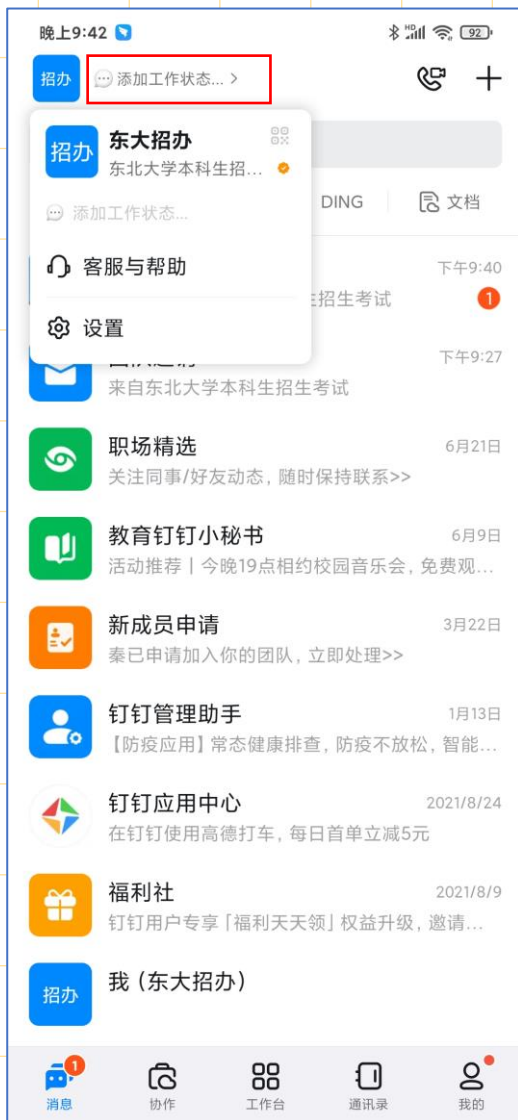 晚上9:42
HD
92
招办
添加工作状态... >
招办
东大招办
东北大学本科生招...
添加工作状态...
DING
文档
客服与帮助
下午9:40
生招生考试
1
设置
下午9:27
来自东北大学本科生招生考试
职场精选
6月21日
关注同事/好友动态, 随时保持联系>>
教育钉钉小秘书
6月9日
活动推荐丨今晚19点相约校园音乐会, 免费观...
新成员申请
3月22日
秦已申请加入你的团队, 立即处理>>
钉钉管理助手
1月13日
【防疫应用】常态健康排查, 防疫不放松, 智能...
钉钉应用中心
2021/8/24
在钉钉使用高德打车, 每日首单立减5元
福利社
2021/8/9
钉钉用户专享「福利天天领」权益升级, 邀请...
招办
我 (东大招办)
1
消息
协作
工作台
通讯录
我的